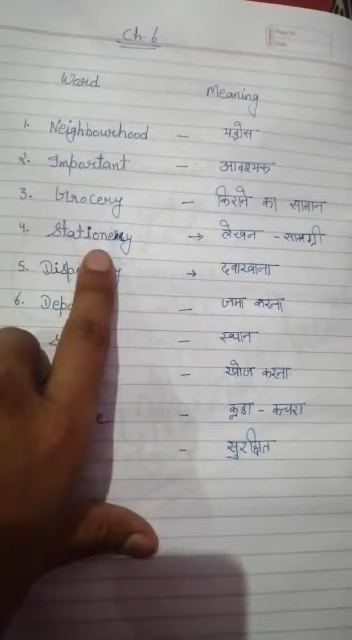 Ch-6
Word Meaning
1. Neighbourhood - पड़ोस
2. Important - आवश्यक
3. Grocery - किराने का सामान
4. Stationery → लेखन - सामग्री
5. → दवाखाना
6. - जमा करना
- स्थान
- खोज करना
- कूडा - कचरा
- सुरक्षित